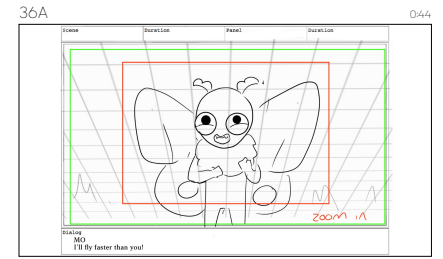 36A 0:44
Scene Duration Panel Duration
ZOOM IN
Dialog
MO
I'll fly faster than you!